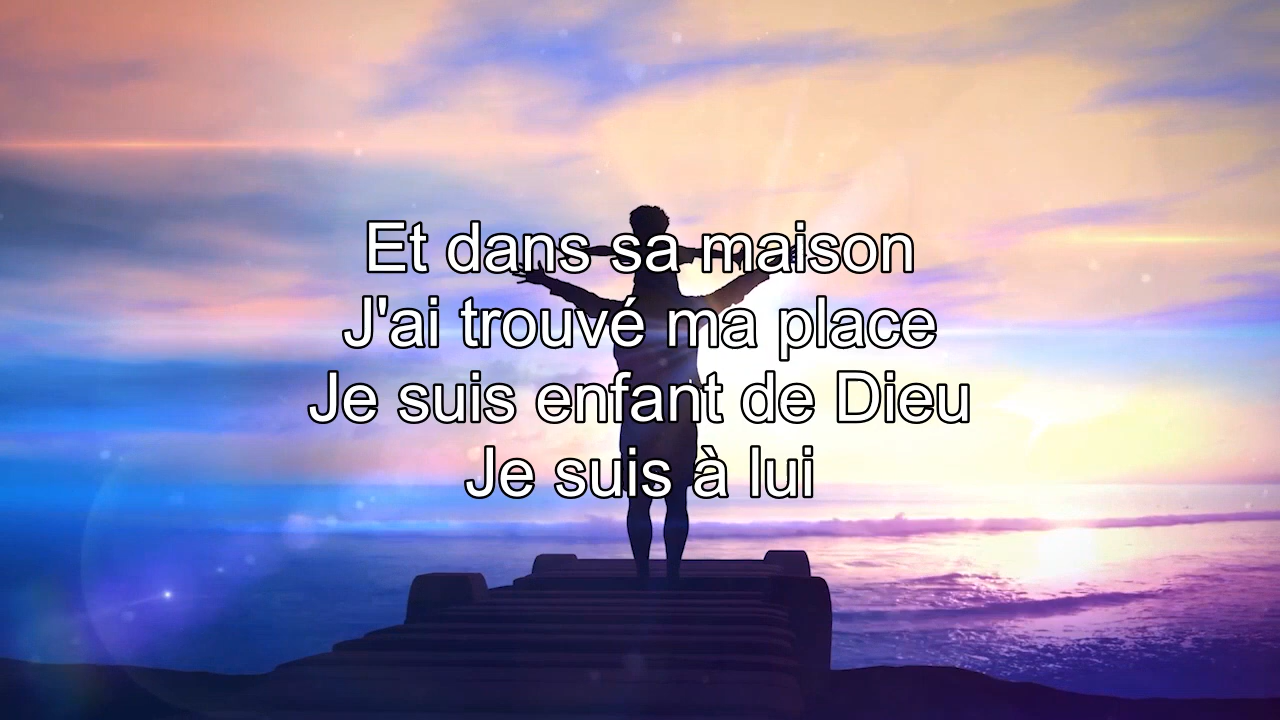 Et dans sa maison
J'ai trouvé ma place
Je suis enfant de Dieu
Je suis à lui